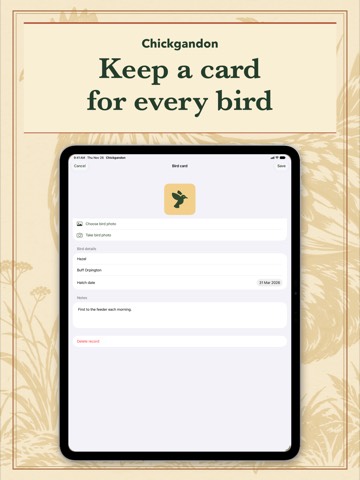 Chickgandon
Keep a card
for every bird
9:41 AM Thu Nov 26 Chickgandon
Cancel Bird card Save
Choose bird photo
Take bird photo
Bird details
Hazel
Buff Orpington
Hatch date 21 Mar 2026
Notes
First to the feeder each morning.
Delete record